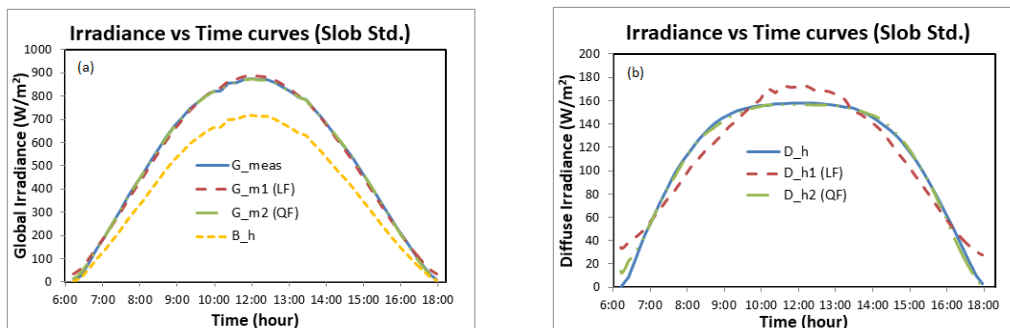 Irradiance vs Time curves (Slob Std.)
(a)
Global Irradiance (W/m²)
1000
900
800
700
600
500
400
300
200
100
0
G_meas
G_m1 (LF)
G_m2 (QF)
B_h
6:00 7:00 8:00 9:00 10:00 11:00 12:00 13:00 14:00 15:00 16:00 17:00 18:00
Time (hour)
Irradiance vs Time curves (Slob Std.)
(b)
Diffuse Irradiance (W/m²)
200
180
160
140
120
100
80
60
40
20
0
D_h
D_h1 (LF)
D_h2 (QF)
6:00 7:00 8:00 9:00 10:00 11:00 12:00 13:00 14:00 15:00 16:00 17:00 18:00
Time (hour)